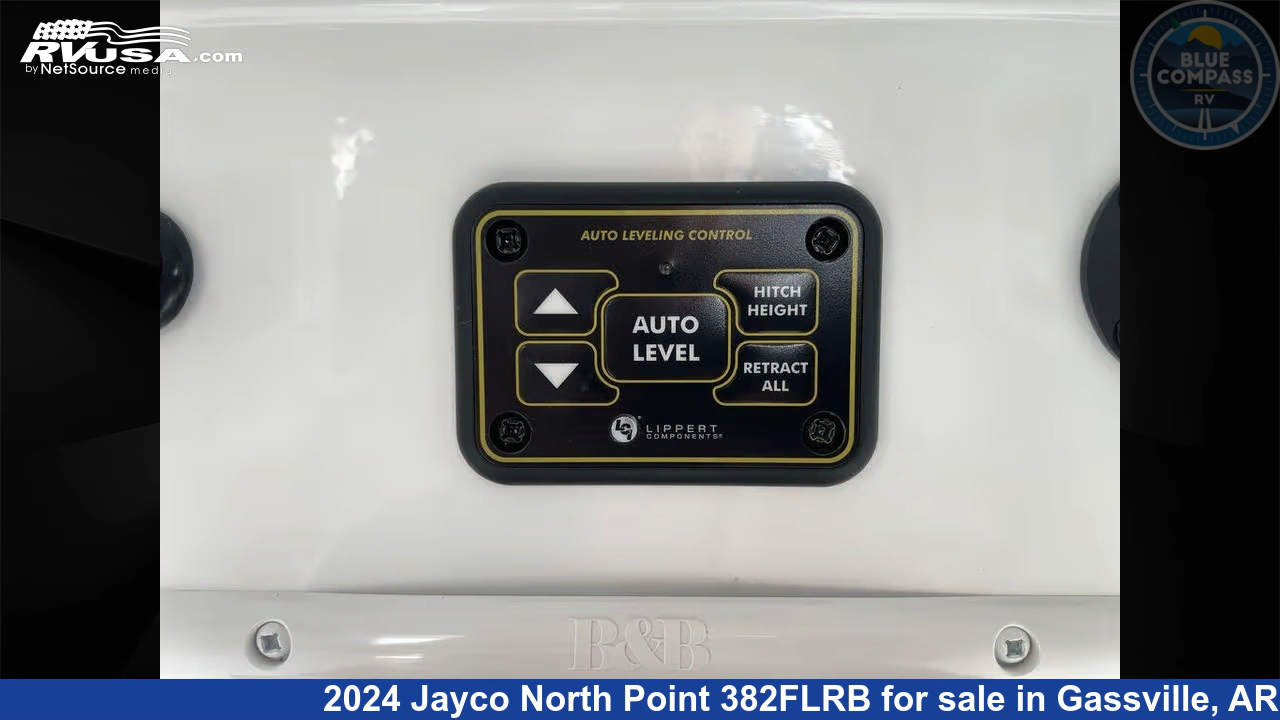 RVUSA.com
by NetSource media
BLUE
COMPASS
RV
AUTO LEVELING CONTROL
HITCH
HEIGHT
AUTO
LEVEL
RETRACT
ALL
LCI
LIPPERT
COMPONENTS®
P&B
2024 Jayco North Point 382FLRB for sale in Gassville, AR